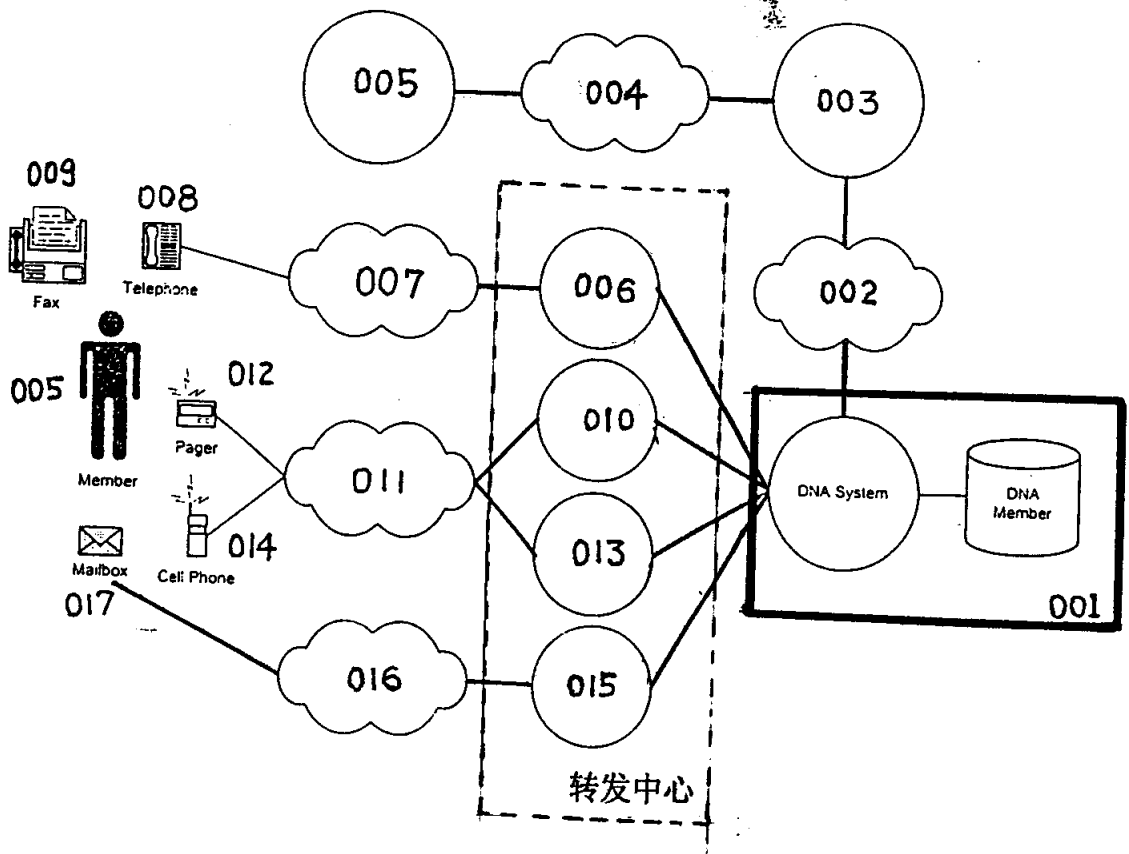 005
004
003
009
008
Fax
Telephone
007
006
002
005
Member
012
Pager
011
010
013
DNA System
DNA
Member
001
Mailbox
017
014
Cell Phone
016
015
转发中心